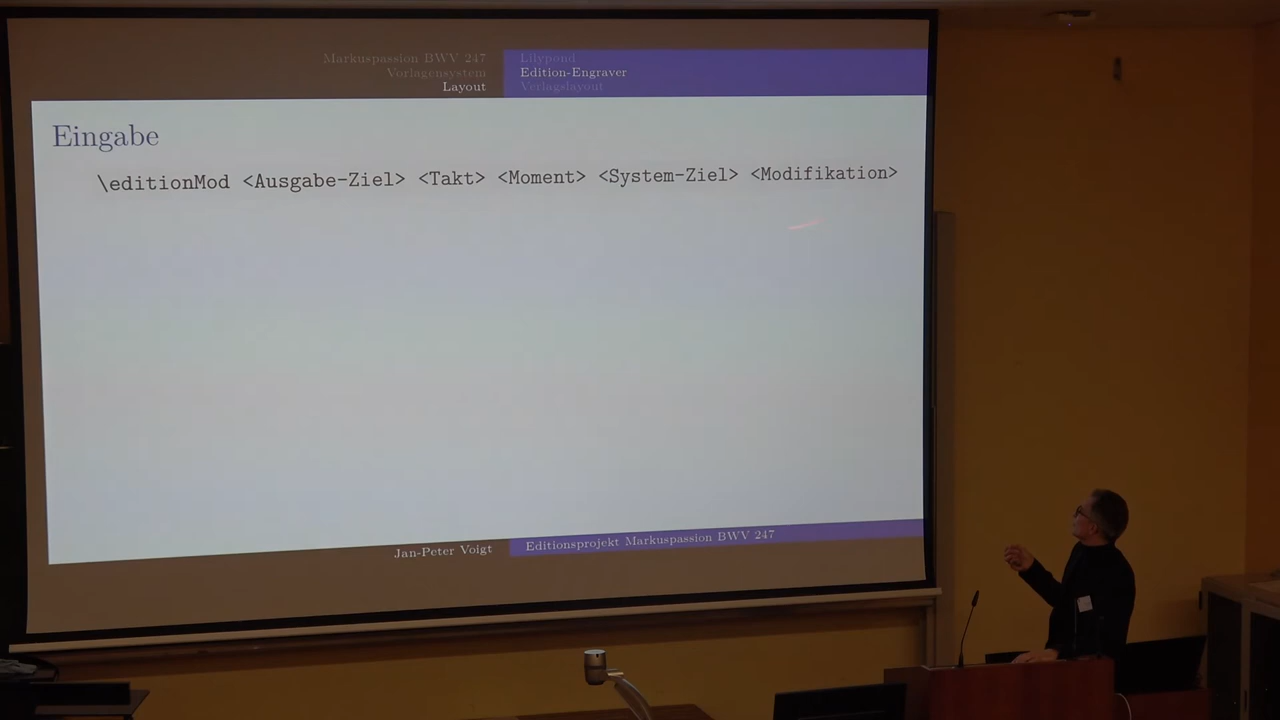 Markuspassion BWV 247
Vorlagensystem
Layout
Lilypond
Edition-Engraver
Verlagslayout
Eingabe
\editionMod <Ausgabe-Ziel> <Takt> <Moment> <System-Ziel> <Modifikation>
Jan-Peter Voigt
Editionsprojekt Markuspassion BWV 247